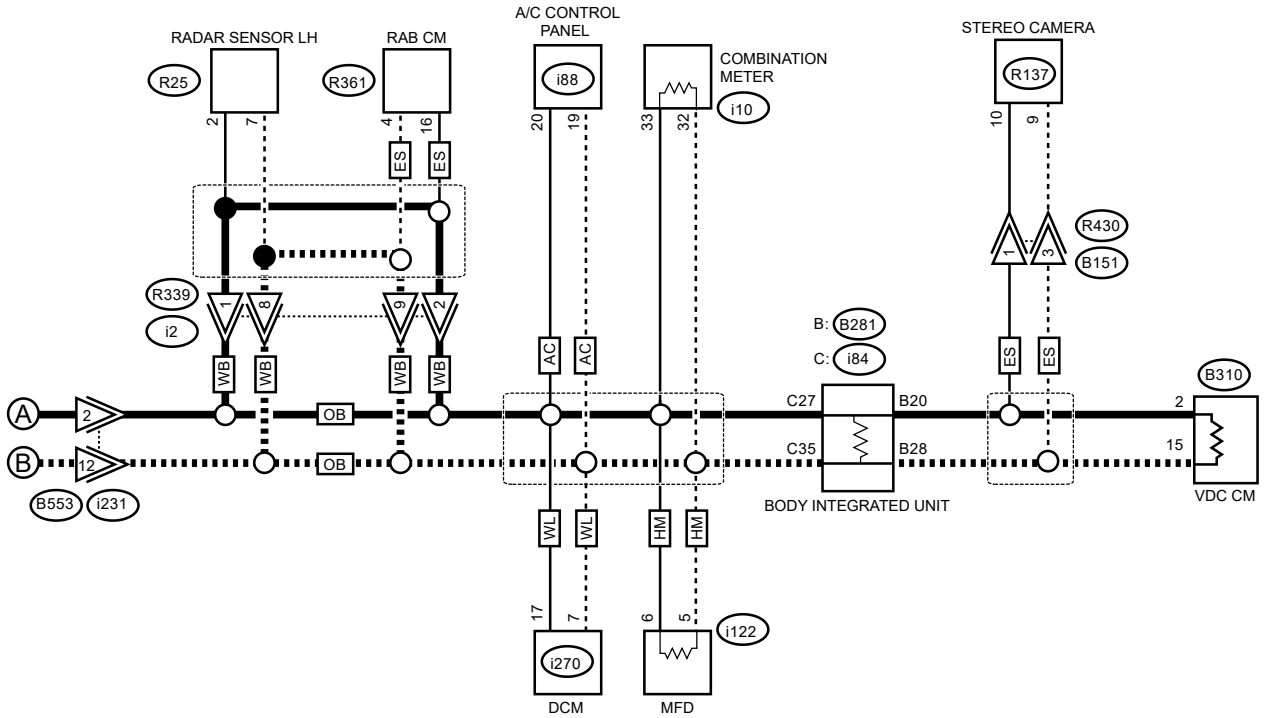 A/C CONTROL
PANEL
RADAR SENSOR LH
RAB CM
STEREO CAMERA
COMBINATION
METER
R25
R361
i88
i10
R137
2
7
4
16
20
19
33
32
10
9
ES
ES
R430
B151
1
3
R339
i2
1
8
9
2
B: B281
C: i84
WB
WB
WB
WB
AC
AC
ES
ES
B310
A
2
OB
C27
B20
2
B
12
OB
C35
B28
15
B553
i231
BODY INTEGRATED UNIT
VDC CM
WL
WL
HM
HM
17
7
6
5
i122
i270
DCM
MFD